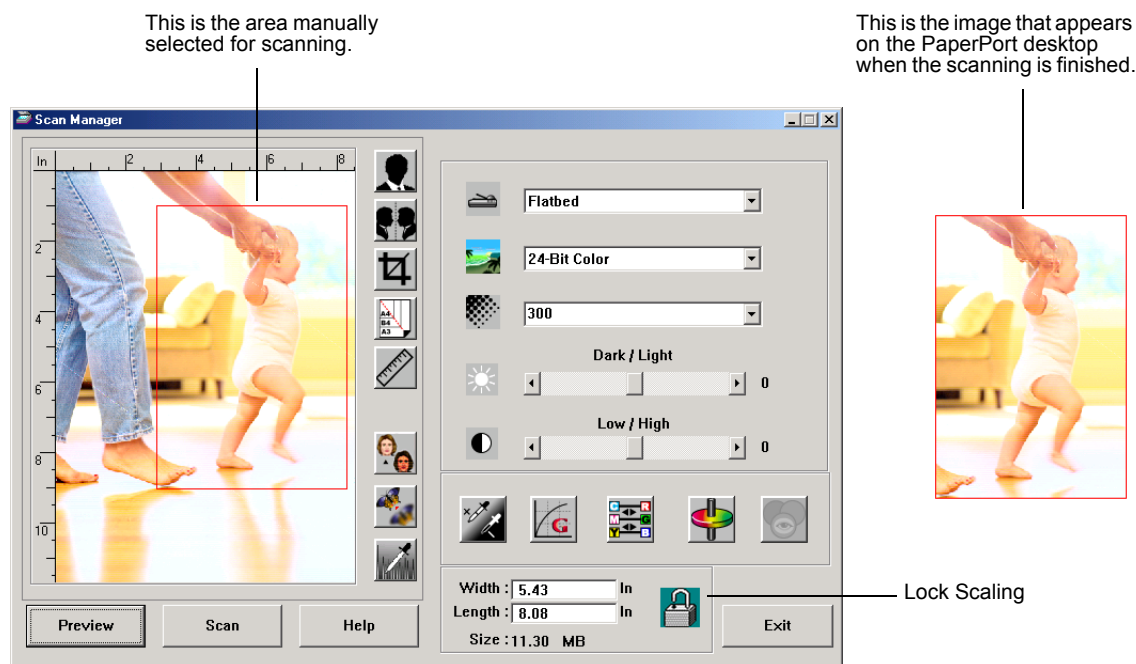 This is the area manually
selected for scanning.
This is the image that appears
on the PaperPort desktop
when the scanning is finished.
Scan Manager
In
2
4
6
8
2
4
6
8
10
A4
B4
A3
Flatbed
24-Bit Color
300
Dark / Light
0
Low / High
0
G
C R
M G
Y B
Width : 5.43 In
Length : 8.08 In
Size : 11.30 MB
Lock Scaling
Preview
Scan
Help
Exit